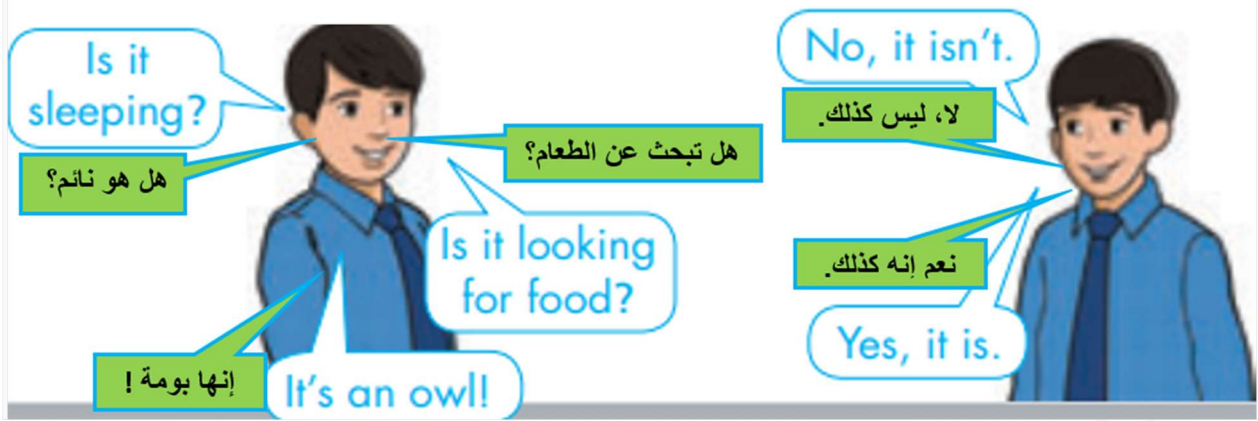 Is it
sleeping?
هل هو نائم؟
هل تبحث عن الطعام؟
Is it looking
for food?
إنها بومة !
It's an owl!
No, it isn't.
لا، ليس كذلك.
نعم إنه كذلك.
Yes, it is.